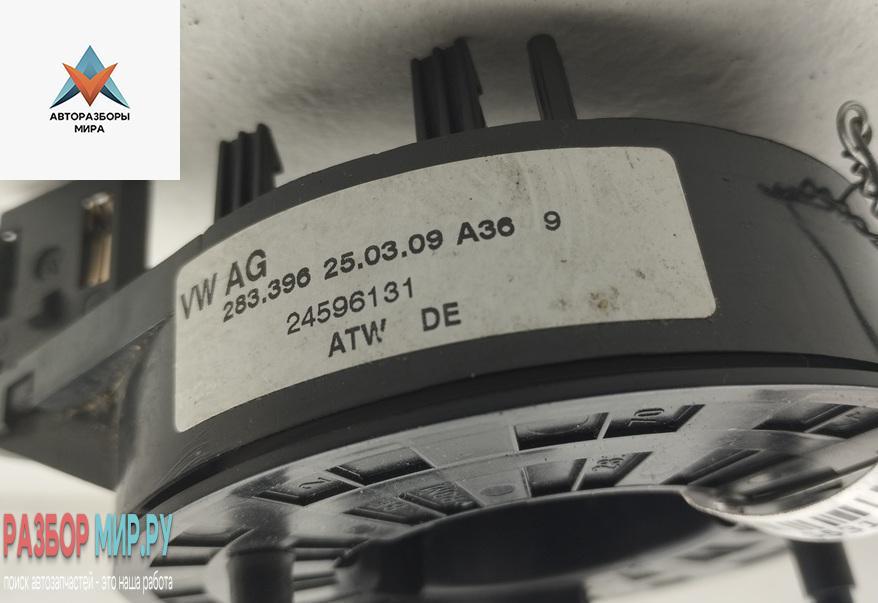 АВТОРАЗБОРЫ
МИРА
VW AG
283.396 25.03.09 A36 9
24596131
ATW DE
РАЗБОР МИР.РУ
поиск автозапчастей - это наша работа